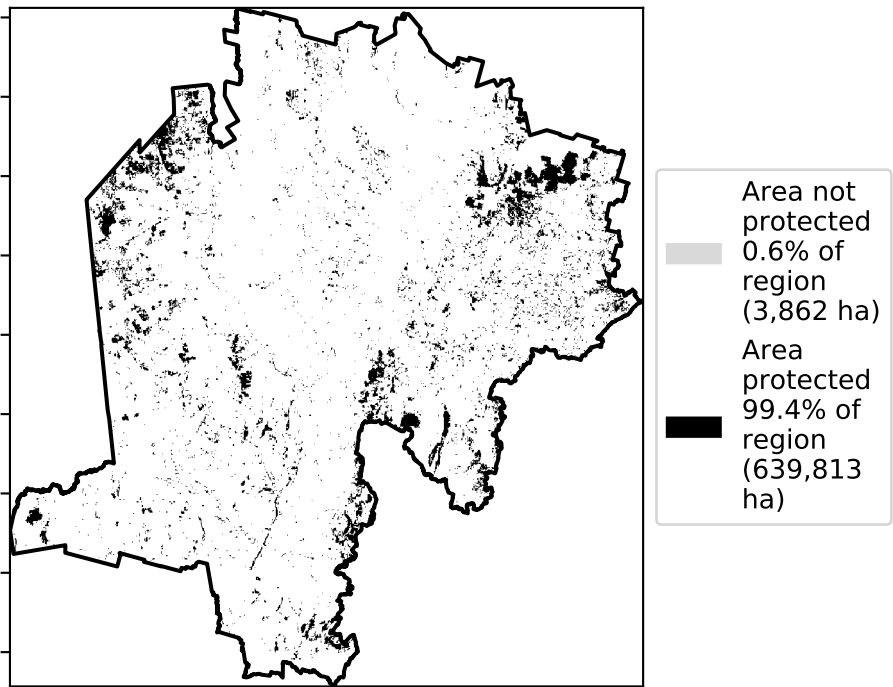 Area not
protected
0.6% of
region
(3,862 ha)
Area
protected
99.4% of
region
(639,813
ha)